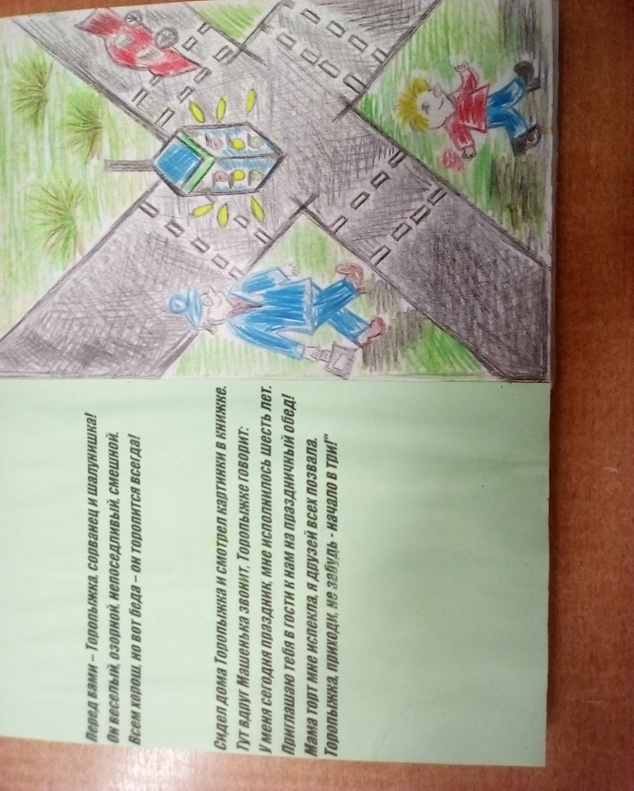 Перед вами – Торопыжка, сорванец и шалунишка!
Он веселый, озорной, непоседливый, смешной.
Всем хорош, но вот беда – он торопится всегда!
Сидел дома Торопыжка и смотрел картинки в книжке.
Тут вдруг Машенька звонит, Торопыжке говорит:
У меня сегодня праздник, мне исполнилось шесть лет.
Приглашаю тебя в гости к нам на праздничный обед!
Мама торт мне испекла, я друзей всех позвала.
Торопыжка, приходи, не забудь - начало в три!"